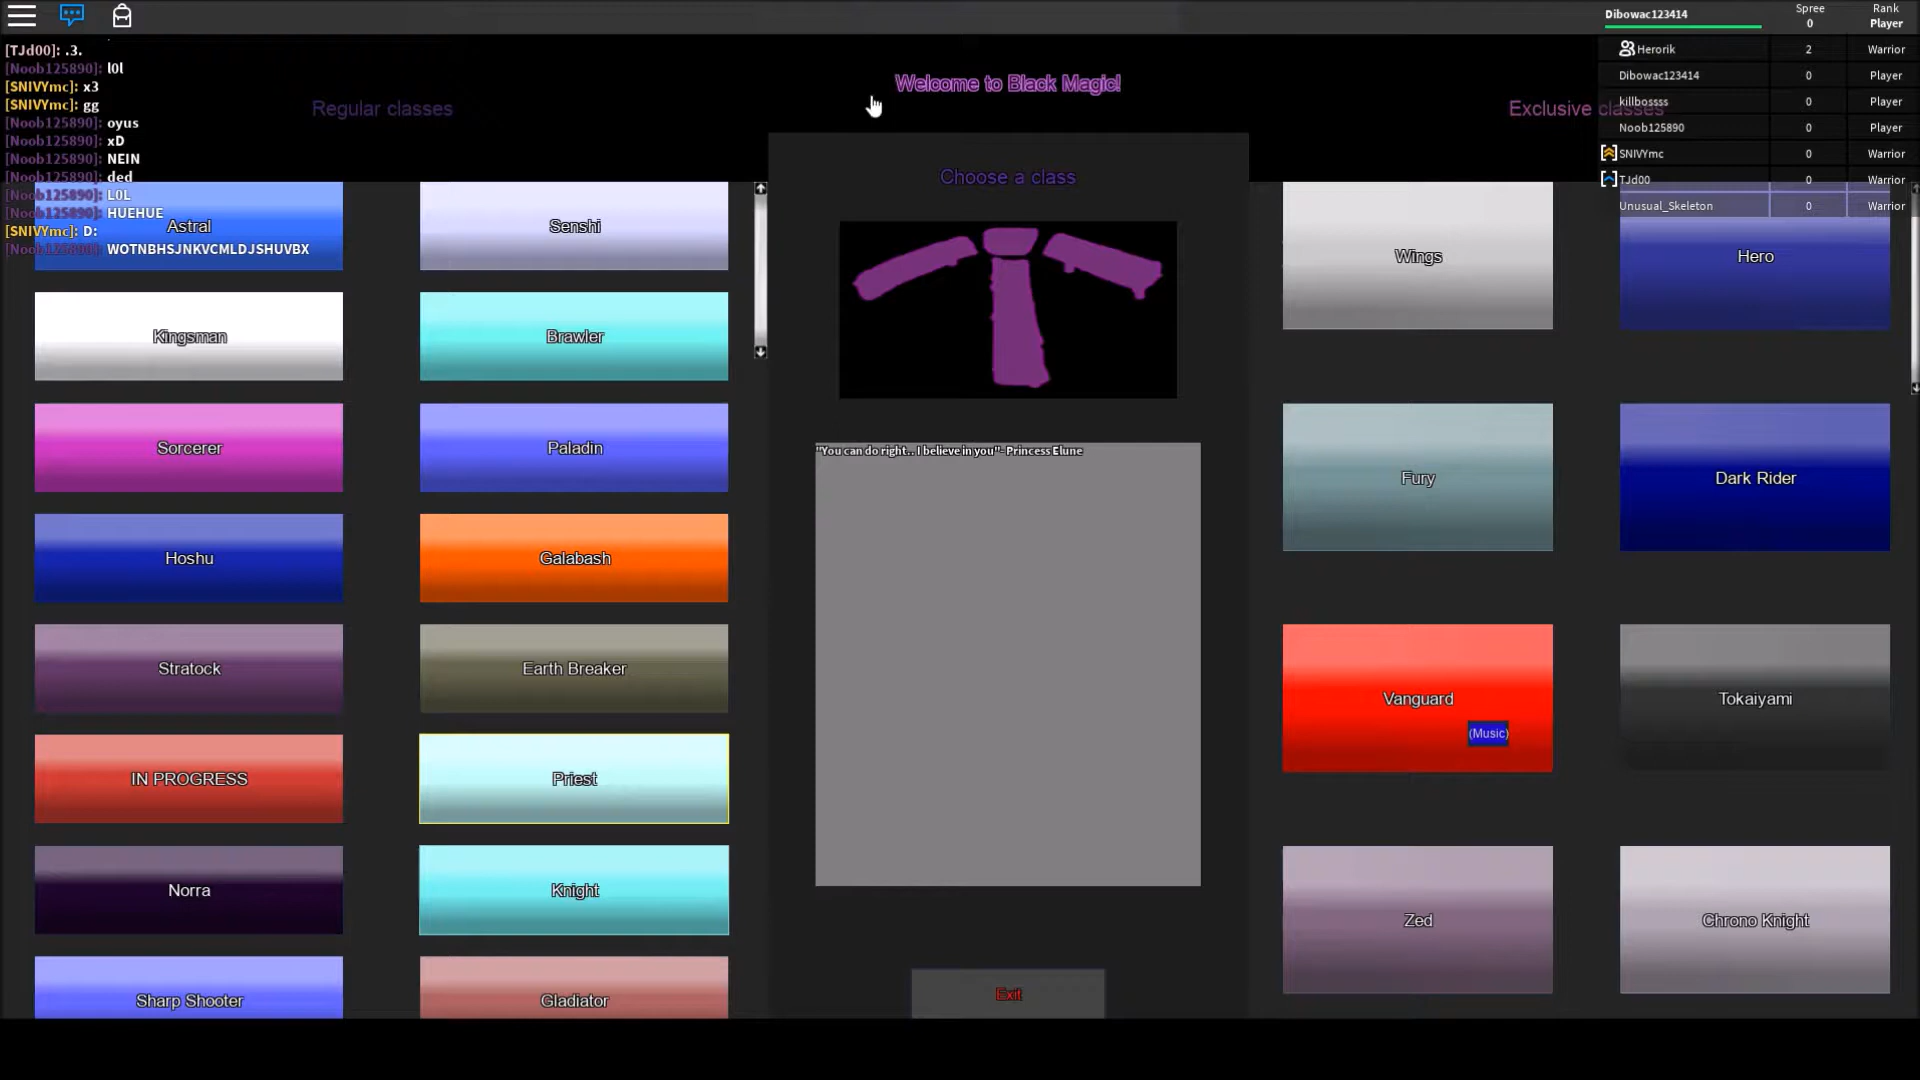 Dibowac123414
Spree
0
Rank
Player
[TJd00]: .3.
[Noob125890]: l0l
[SNIVYmc]: x3
[SNIVYmc]: gg
[Noob125890]: oyus
[Noob125890]: xD
[Noob125890]: NEIN
[Noob125890]: ded
[Noob125890]: L0L
[Noob125890]: HUEHUE
[SNIVYmc]: D:
[Noob125890]: WOTNBHSJNKVCMLDJSHUVBX
Herorik 2 Warrior
Dibowac123414 0 Player
killbossss 0 Player
Noob125890 0 Player
SNIVYmc 0 Warrior
TJd00 0 Warrior
Unusual_Skeleton 0 Warrior
Welcome to Black Magic!
Regular classes
Exclusive classes
Choose a class
Astral
Senshi
Kingsman
Brawler
Sorcerer
Paladin
Hoshu
Galabash
Stratock
Earth Breaker
IN PROGRESS
Priest
Norra
Knight
Sharp Shooter
Gladiator
"You can do right.. I believe in you"- Princess Elune
Exit
Wings
Hero
Fury
Dark Rider
Vanguard
(Music)
Tokaiyami
Zed
Chrono Knight